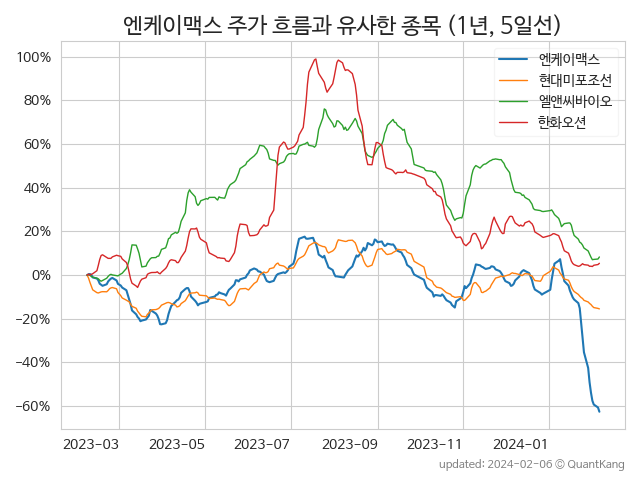 엔케이맥스 주가 흐름과 유사한 종목 (1년, 5일선)
엔케이맥스
현대미포조선
엘앤씨바이오
한화오션
100%
80%
60%
40%
20%
0%
−20%
−40%
−60%
2023-03 2023-05 2023-07 2023-09 2023-11 2024-01
updated: 2024-02-06 © QuantKang